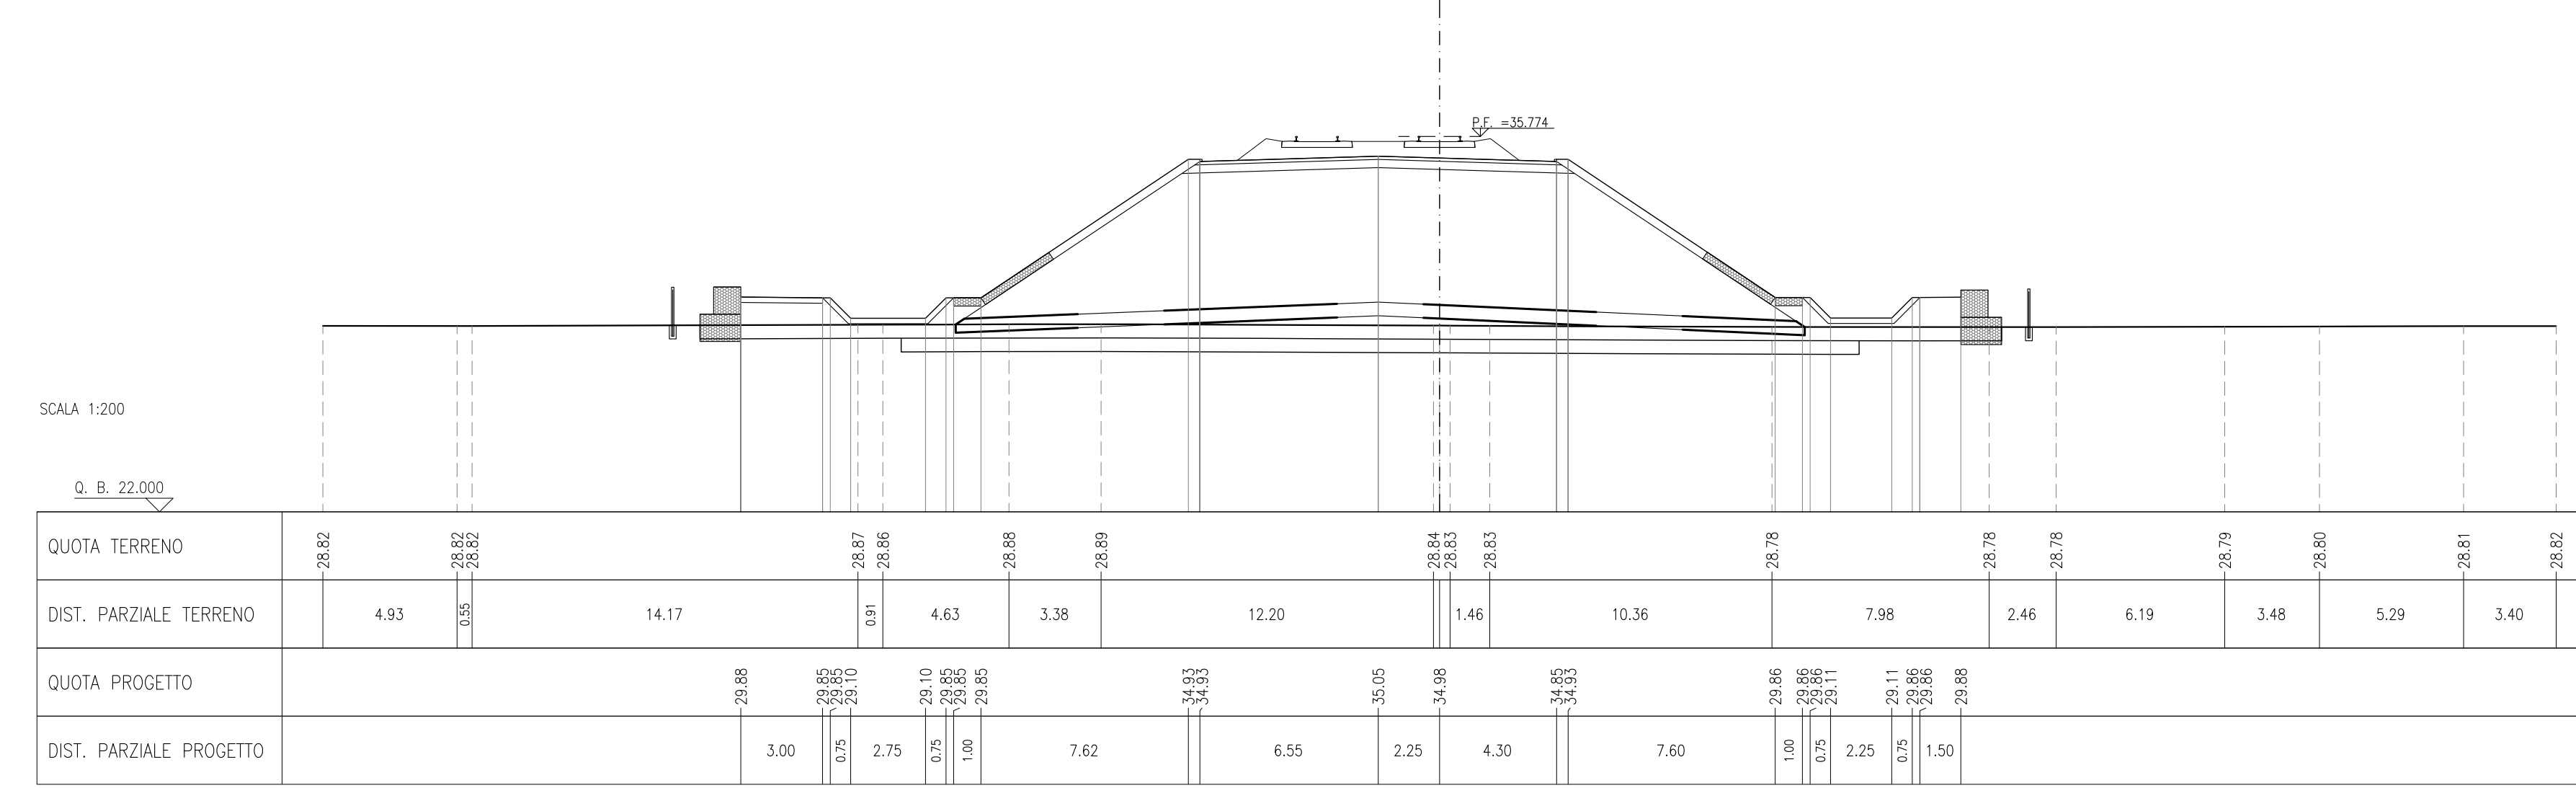 P.F. =35.774
SCALA 1:200
Q. B. 22.000
QUOTA TERRENO 28.82 28.82 28.82 28.87 28.86 28.88 28.89 28.84 28.83 28.83 28.78 28.78 28.78 28.79 28.80 28.81 28.82
DIST. PARZIALE TERRENO 4.93 0.55 14.17 0.91 4.63 3.38 12.20 1.46 10.36 7.98 2.46 6.19 3.48 5.29 3.40
QUOTA PROGETTO 29.88 29.85 29.85 29.10 29.10 29.85 29.85 29.85 34.93 34.93 35.05 34.98 34.85 34.93 29.86 29.86 29.86 29.11 29.11 29.86 29.86 29.88
DIST. PARZIALE PROGETTO 3.00 0.75 2.75 0.75 1.00 7.62 6.55 2.25 4.30 7.60 1.00 0.75 2.25 0.75 1.50